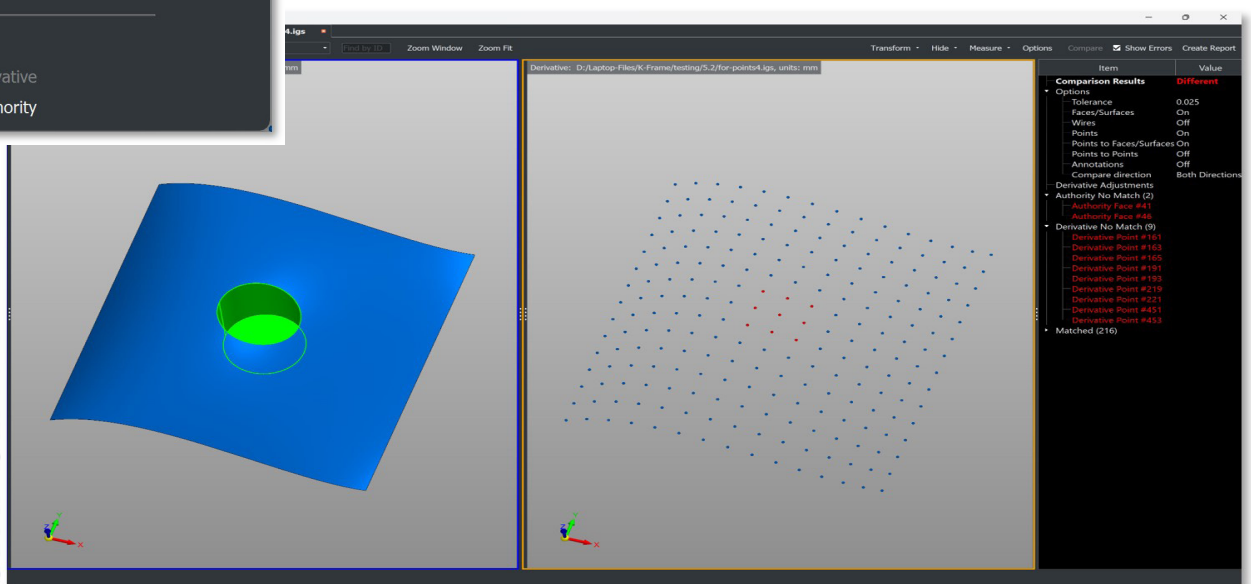 vative
hority
4.igs
Find by ID
Zoom Window
Zoom Fit
Transform
Hide
Measure
Options
Compare
Show Errors
Create Report
mm
Derivative: D:/Laptop-Files/K-Frame/testing/5.2/for-points4.igs, units: mm
Item Value
Comparison Results Different
Options
Tolerance 0.025
Faces/Surfaces On
Wires Off
Points On
Points to Faces/Surfaces On
Points to Points Off
Annotations Off
Compare direction Both Directions
Derivative Adjustments
Authority No Match (2)
Authority Face #41
Authority Face #46
Derivative No Match (9)
Derivative Point #161
Derivative Point #163
Derivative Point #165
Derivative Point #191
Derivative Point #193
Derivative Point #219
Derivative Point #221
Derivative Point #451
Derivative Point #453
Matched (216)
Z Y X
Z Y X